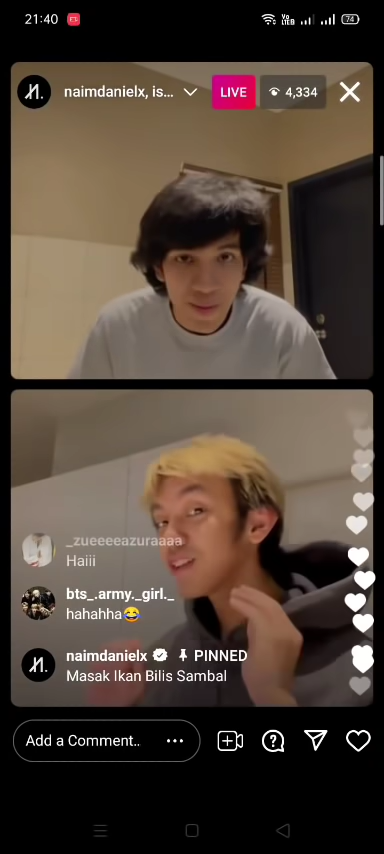 21:40
74
naimdanielx, is...
LIVE
4,334
_zueeeeazuraaaa
Haiii
bts_.army._girl._
hahahha😂
naimdanielx PINNED
Masak Ikan Bilis Sambal
Add a Comment..